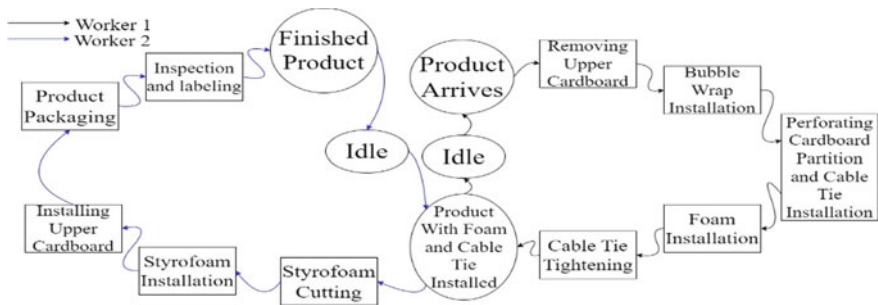 Worker 1
Worker 2
Finished
Product
Inspection
and labeling
Product
Packaging
Idle
Installing
Upper
Cardboard
Styrofoam
Installation
Styrofoam
Cutting
Product
With Foam
and Cable
Tie
Installed
Idle
Product
Arrives
Removing
Upper
Cardboard
Bubble
Wrap
Installation
Perforating
Cardboard
Partition
and Cable
Tie
Installation
Foam
Installation
Cable Tie
Tightening